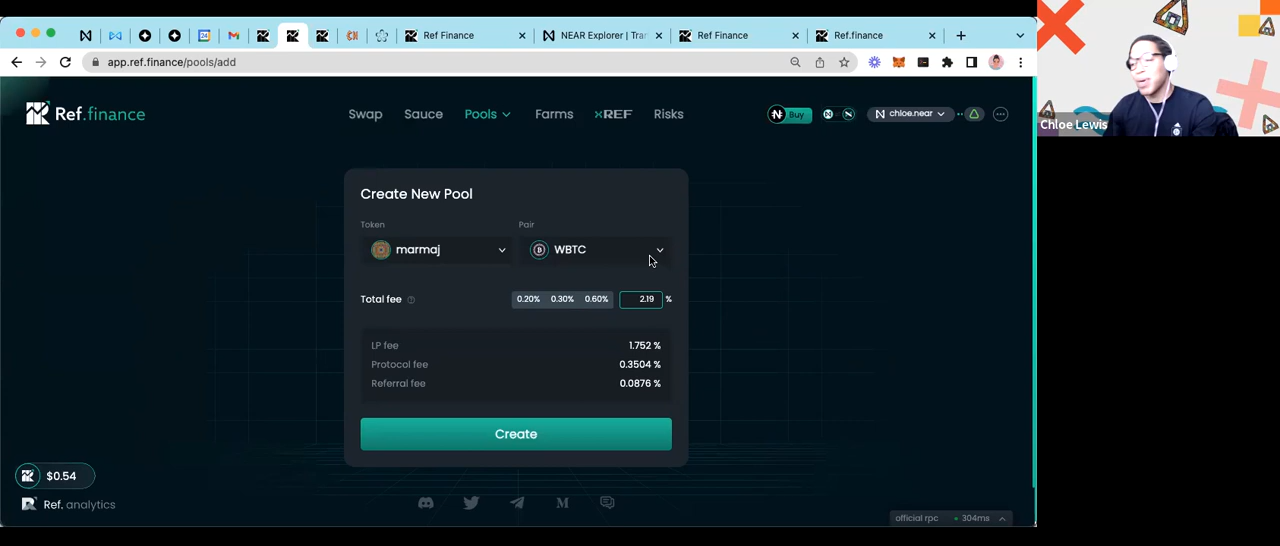 Ref Finance
NEAR Explorer | Tra
Ref Finance
Ref.finance
app.ref.finance/pools/add
Chloe Lewis
Ref.finance
Swap
Sauce
Pools
Farms
xREF
Risks
Buy
chloe.near
Create New Pool
Token
Pair
marmaj
WBTC
Total fee
0.20%
0.30%
0.60%
2.19
%
LP fee
1.752 %
Protocol fee
0.3504 %
Referral fee
0.0876 %
Create
$0.54
Ref. analytics
official rpc
304ms